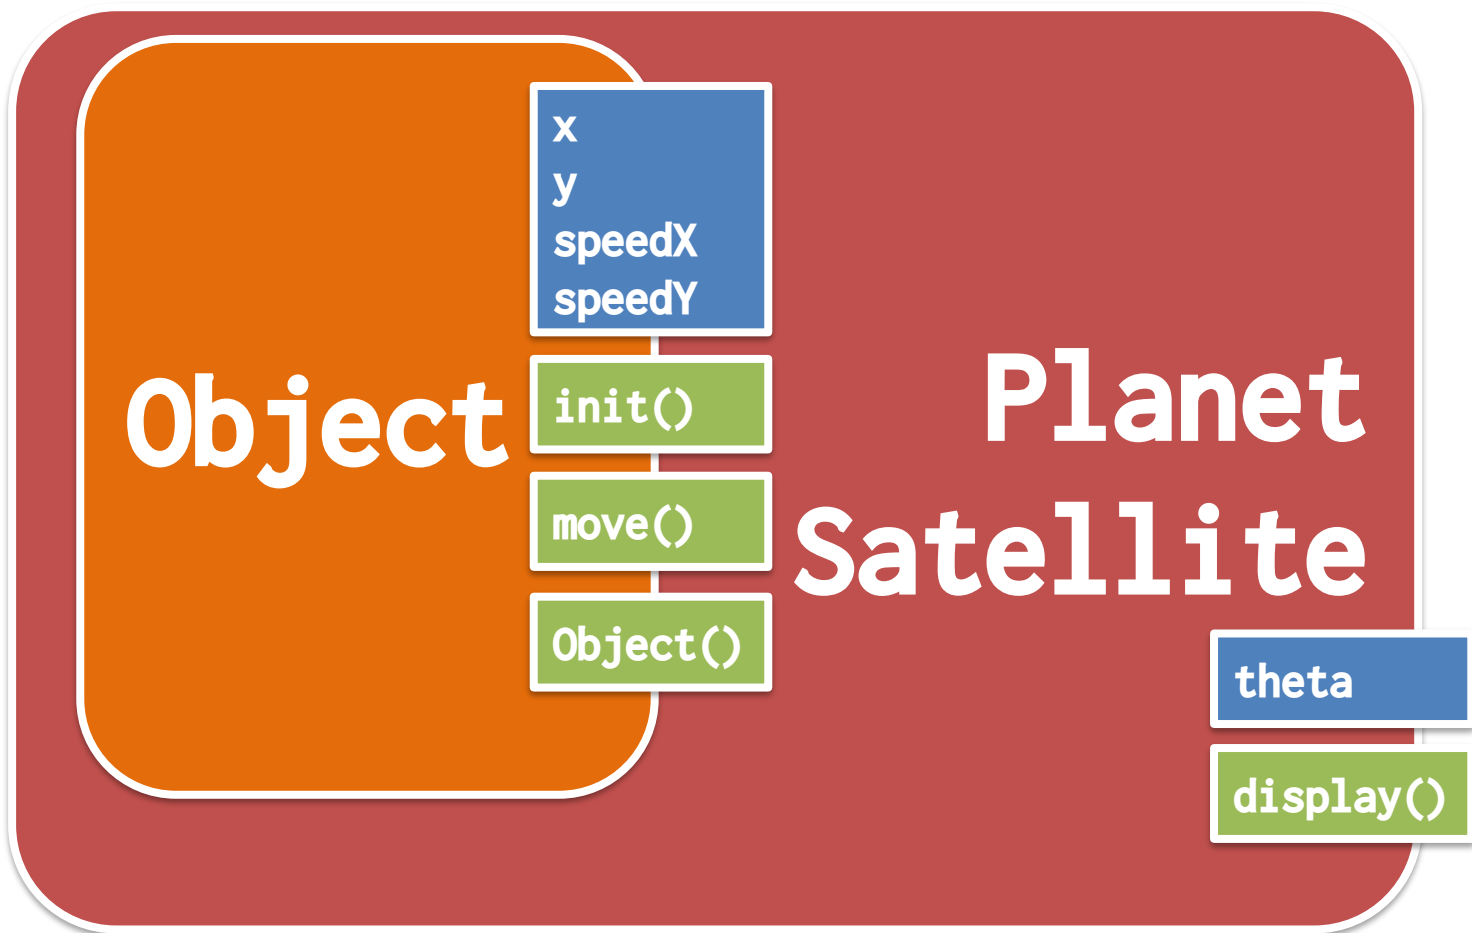 x
y
speedX
speedY
Object
init()
move()
Object()
Planet
Satellite
theta
display()